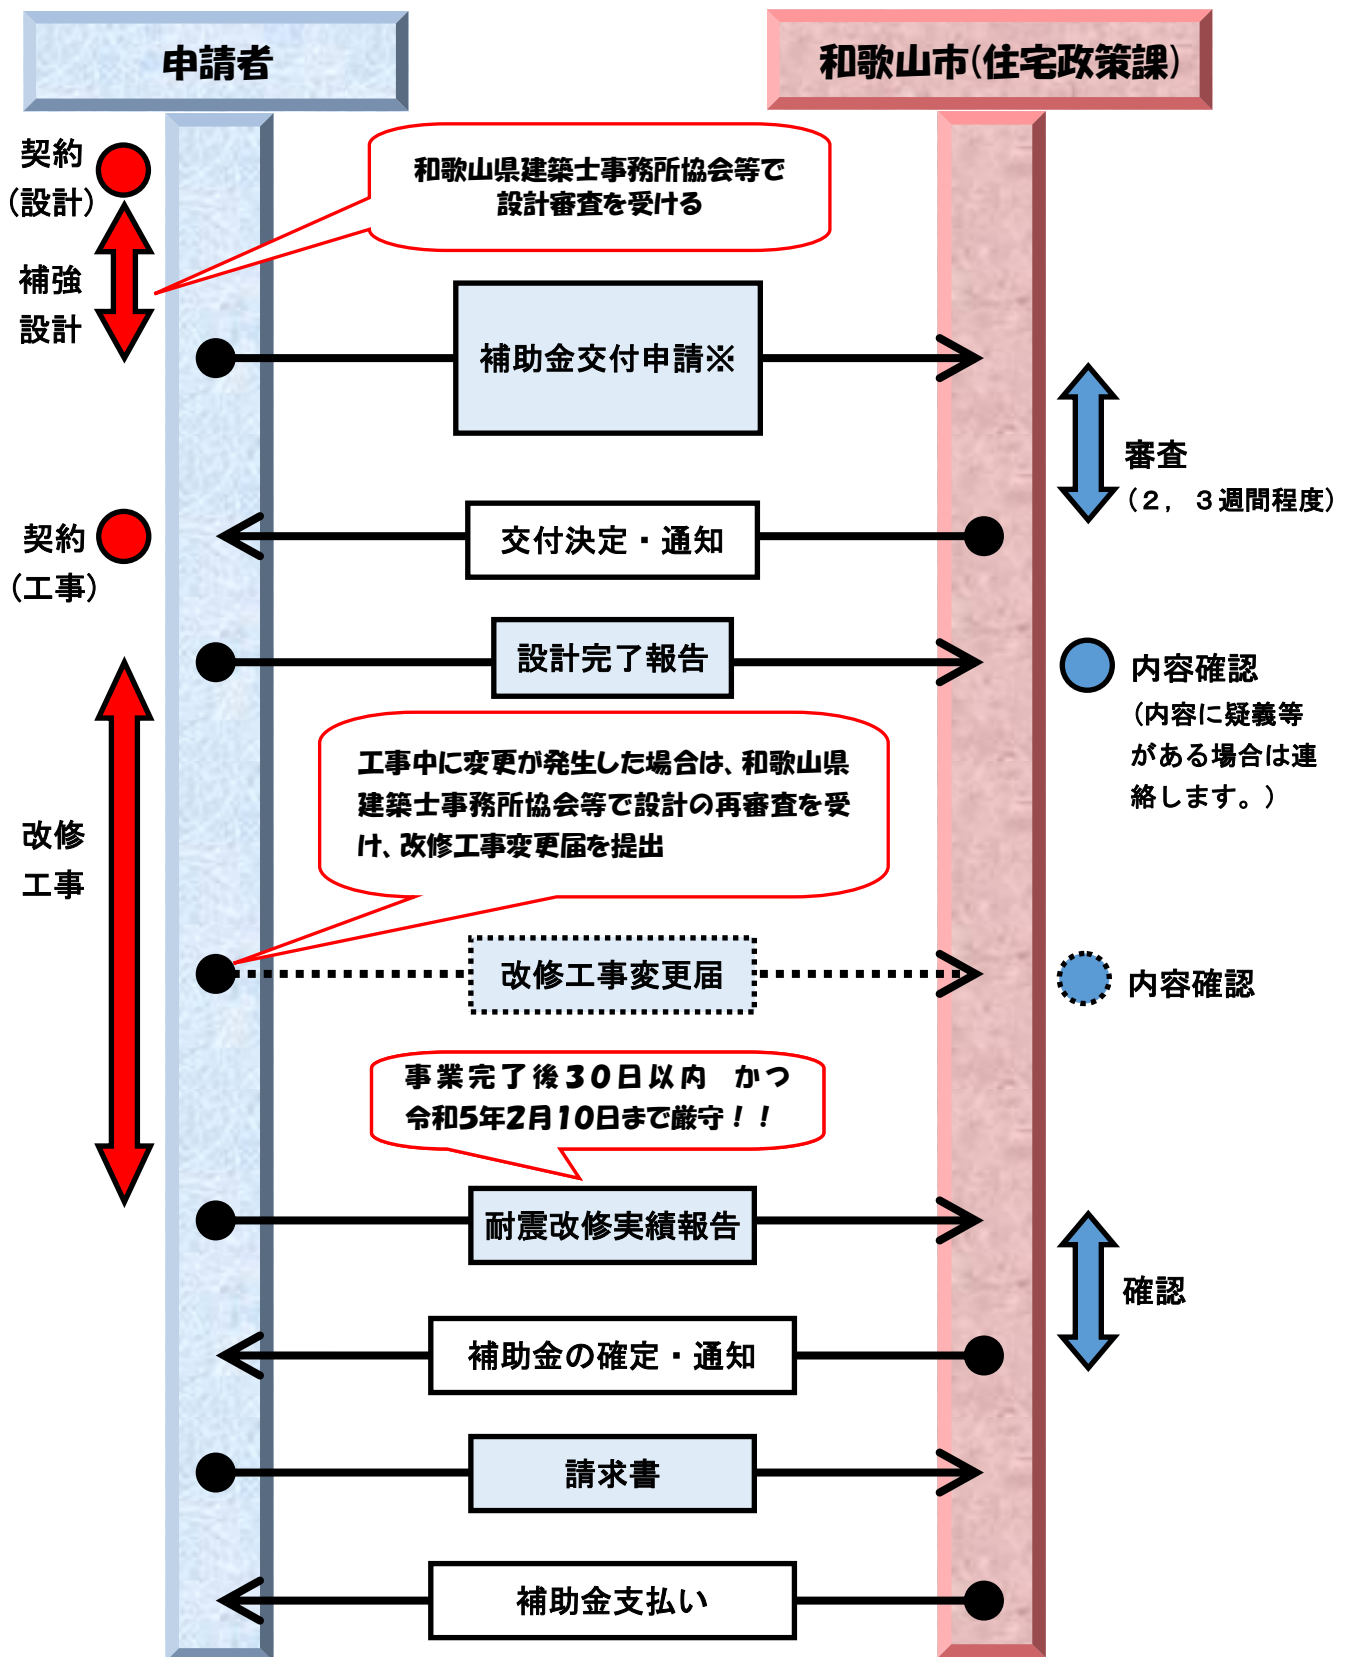 申請者
和歌山市(住宅政策課)
契約
(設計)
和歌山県建築士事務所協会等で
設計審査を受ける
補強
設計
補助金交付申請※
審査
(２，３週間程度)
交付決定・通知
契約
(工事)
設計完了報告
内容確認
(内容に疑義等
がある場合は連
絡します。)
工事中に変更が発生した場合は、和歌山県
建築士事務所協会等で設計の再審査を受
け、改修工事変更届を提出
改修
工事
改修工事変更届
内容確認
事業完了後３０日以内　かつ
令和5年2月10日まで厳守！！
耐震改修実績報告
確認
補助金の確定・通知
請求書
補助金支払い